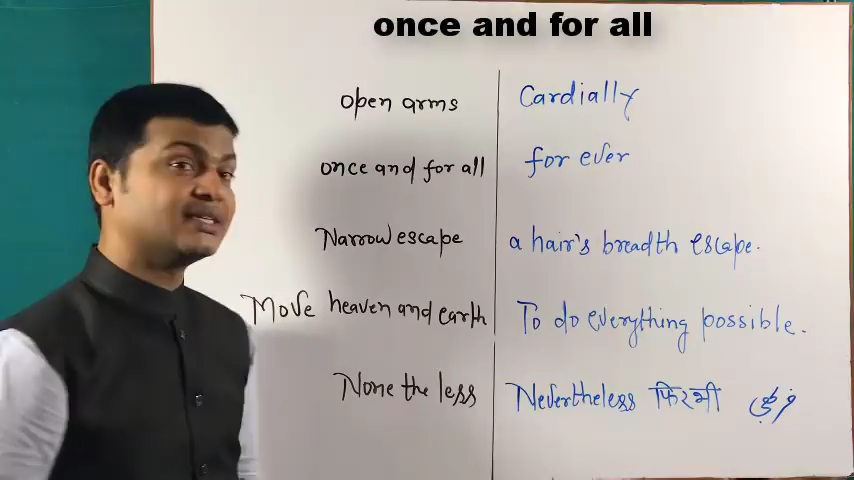 once and for all
open arms Cardially
once and for all for ever
Narrow escape a hair's breadth escape.
Move heaven and earth To do everything possible.
None the less Nevertheless फिरभी